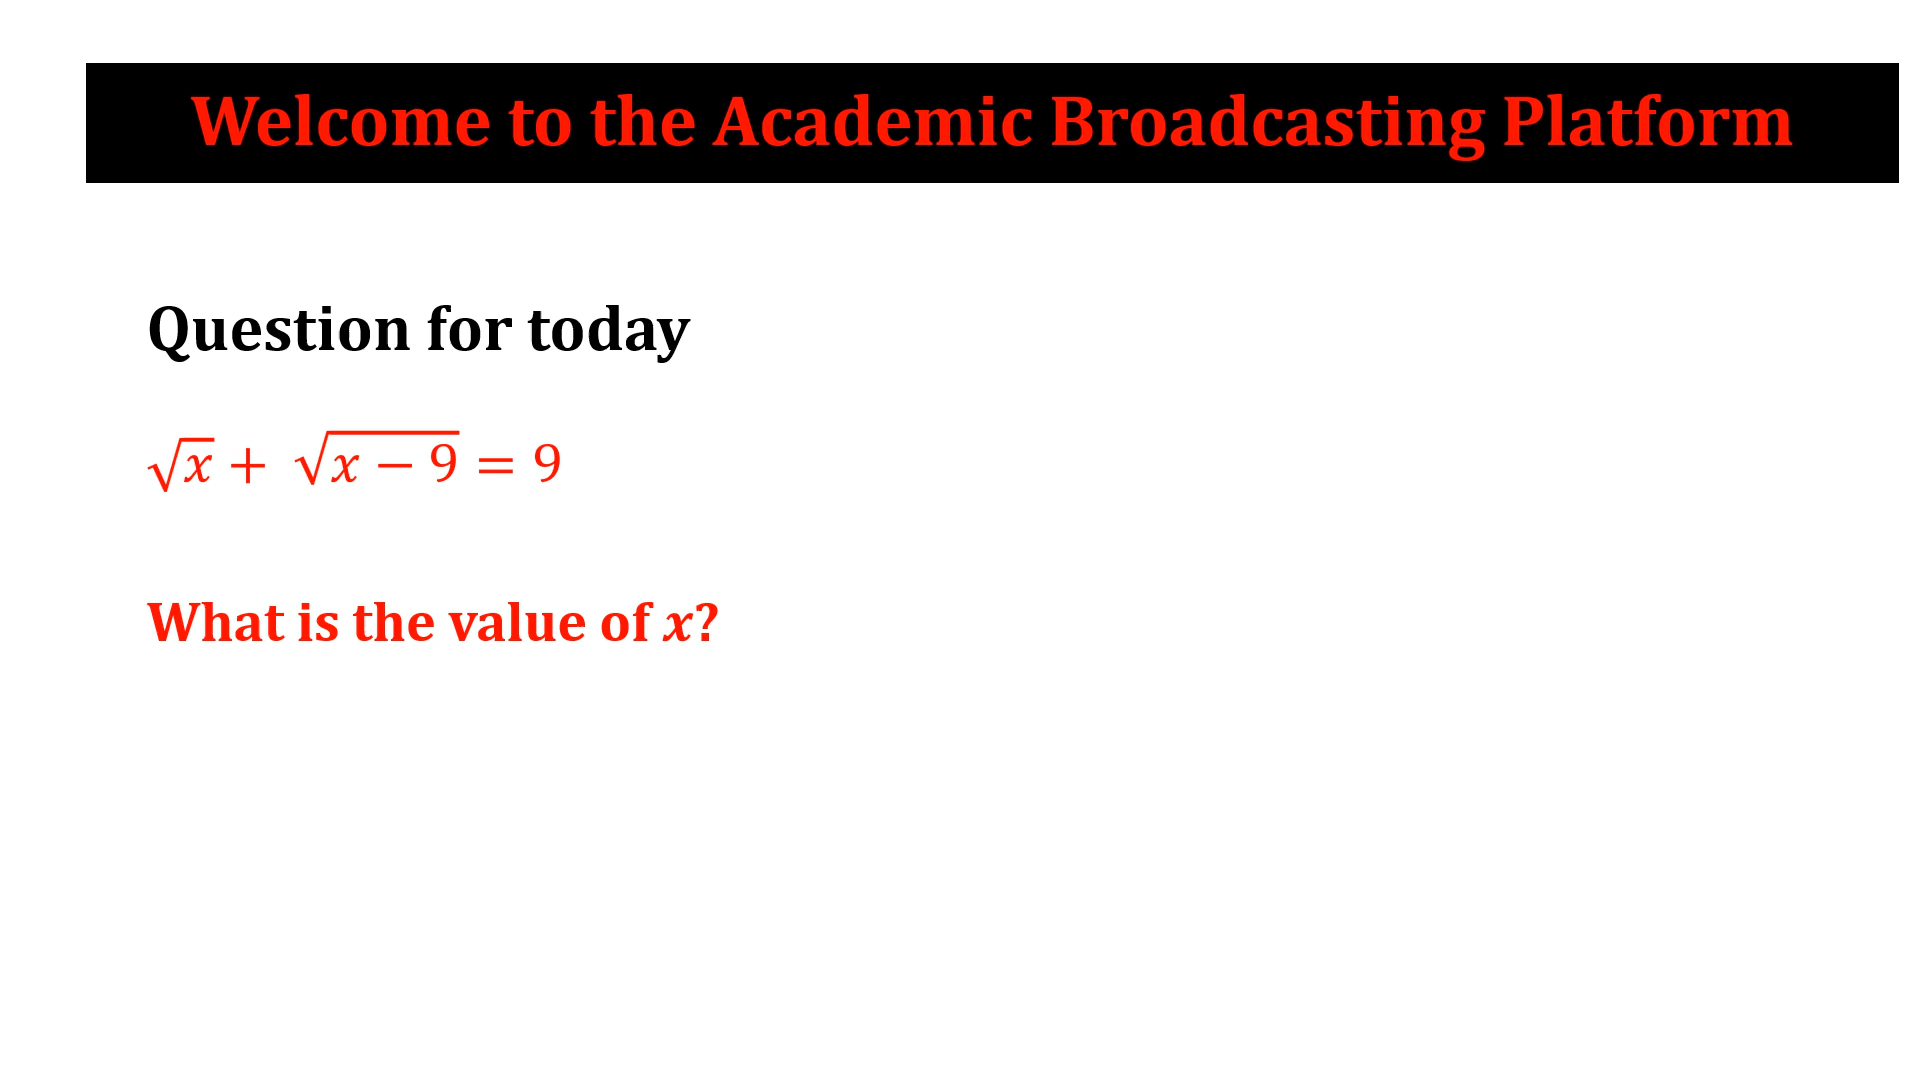 Welcome to the Academic Broadcasting Platform
Question for today
√x + √(x − 9) = 9
What is the value of x?